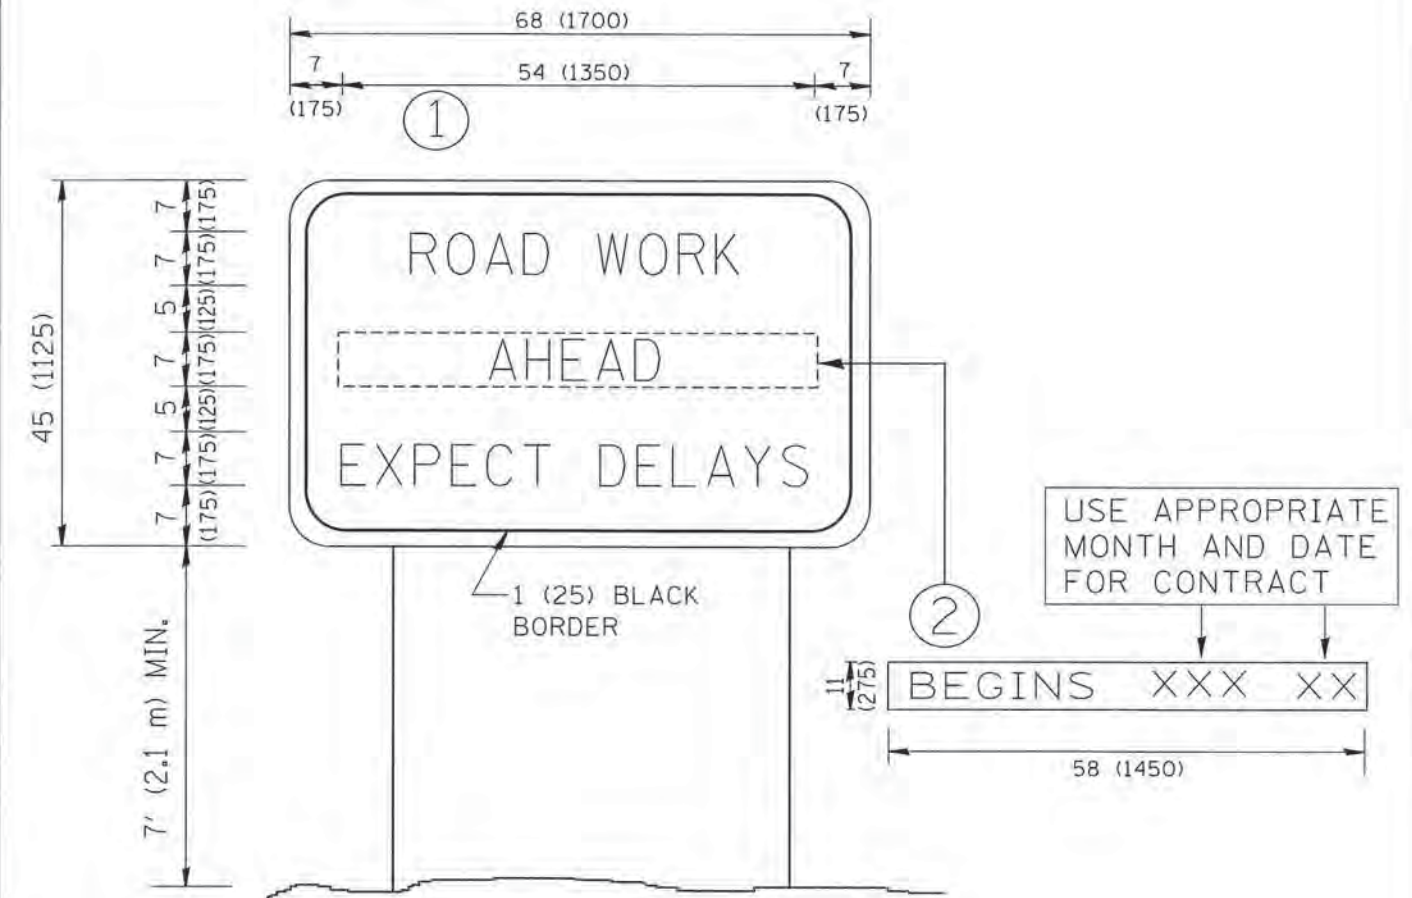 68 (1700)
7
54 (1350)
7
(175)
(175)
1
45 (1125)
7
(175)
7
(175)
5
(125)
7
(175)
5
(125)
7
(175)
7
(175)
ROAD WORK
AHEAD
EXPECT DELAYS
1 (25) BLACK
BORDER
7' (2.1 m) MIN.
2
USE APPROPRIATE
MONTH AND DATE
FOR CONTRACT
11
(275)
BEGINS XXX XX
58 (1450)